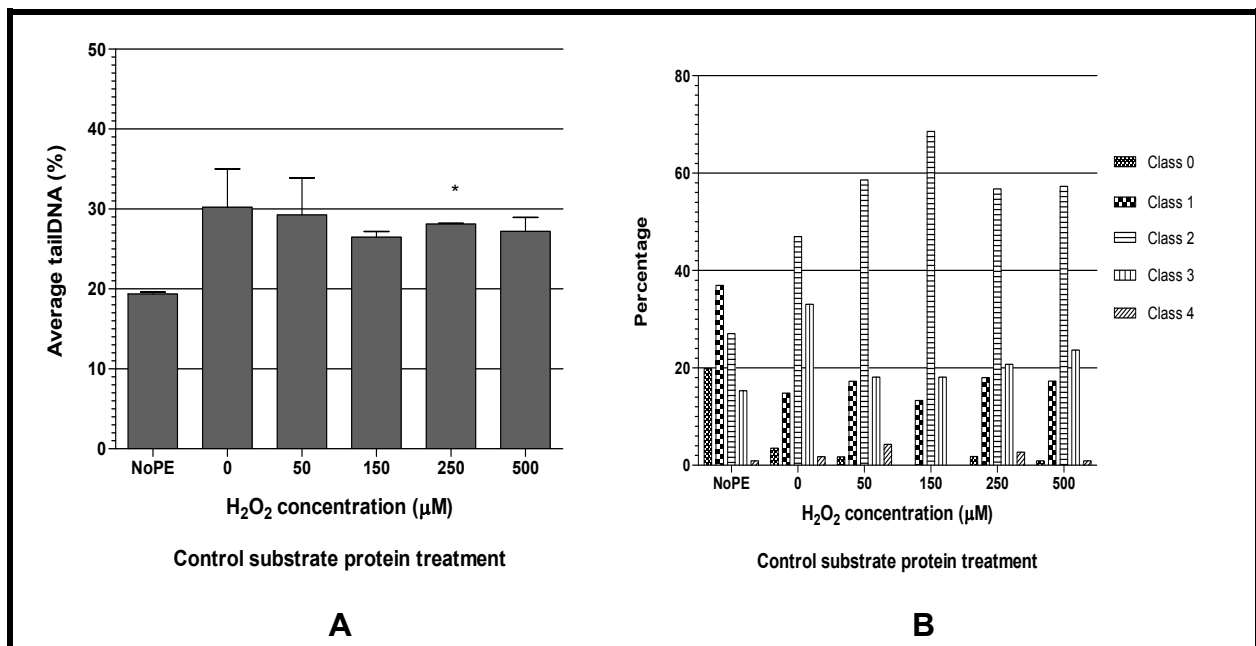 50
40
30
20
10
0
Average tailDNA (%)
*
NoPE 0 50 150 250 500
H₂O₂ concentration (μM)
Control substrate protein treatment
A
80
60
40
20
0
Percentage
NoPE 0 50 150 250 500
H₂O₂ concentration (μM)
Control substrate protein treatment
B
Class 0
Class 1
Class 2
Class 3
Class 4